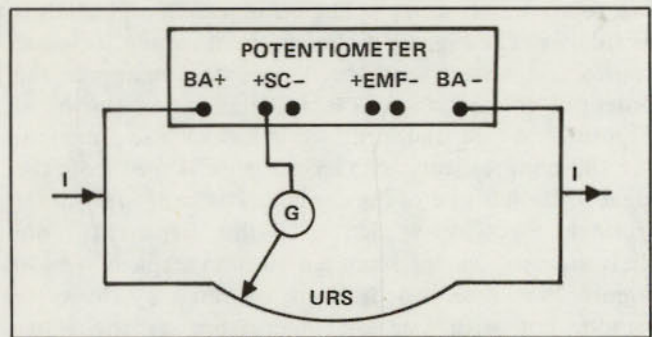 POTENTIOMETER
BA+ +SC− +EMF− BA−
I I
G
URS